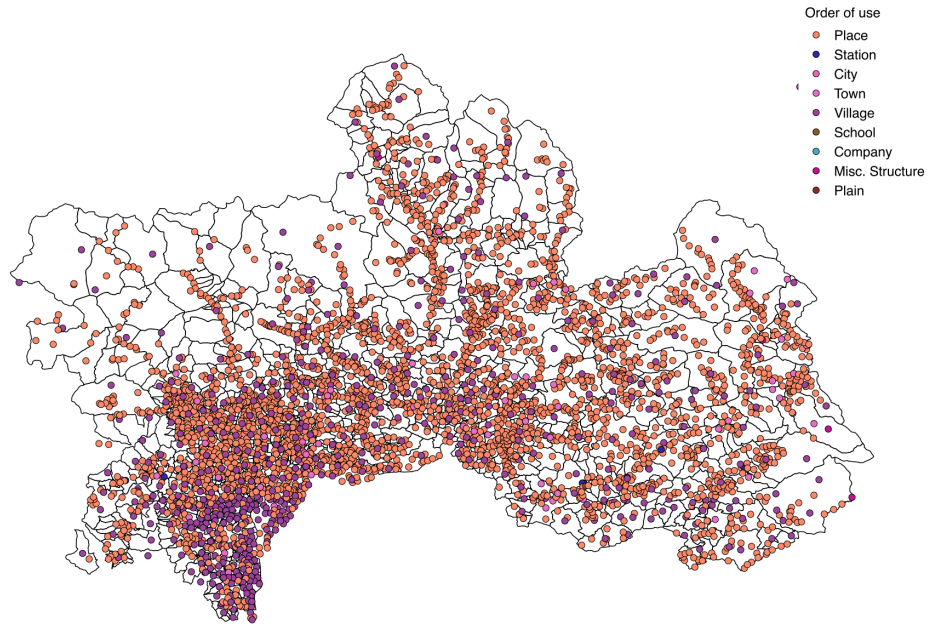 Order of use
Place
Station
City
Town
Village
School
Company
Misc. Structure
Plain